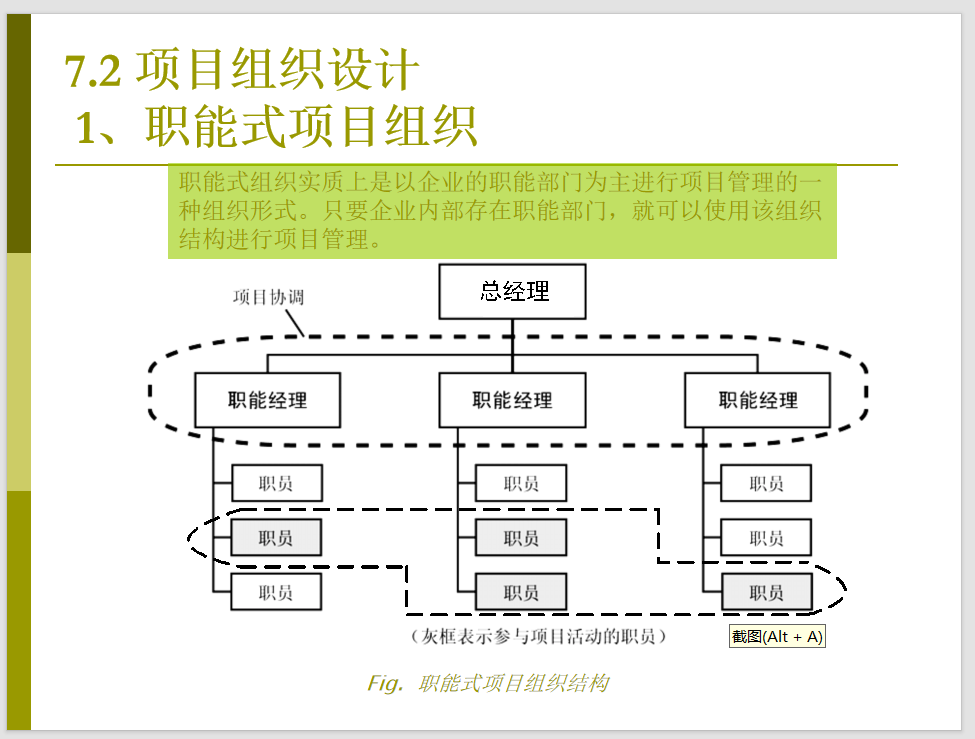 7.2 项目组织设计
1、职能式项目组织
职能式组织实质上是以企业的职能部门为主进行项目管理的一
种组织形式。只要企业内部存在职能部门，就可以使用该组织
结构进行项目管理。
总经理
项目协调
职能经理 职能经理 职能经理
职员 职员 职员
职员 职员 职员
职员 职员 职员
（灰框表示参与项目活动的职员）
截图(Alt + A)
Fig. 职能式项目组织结构